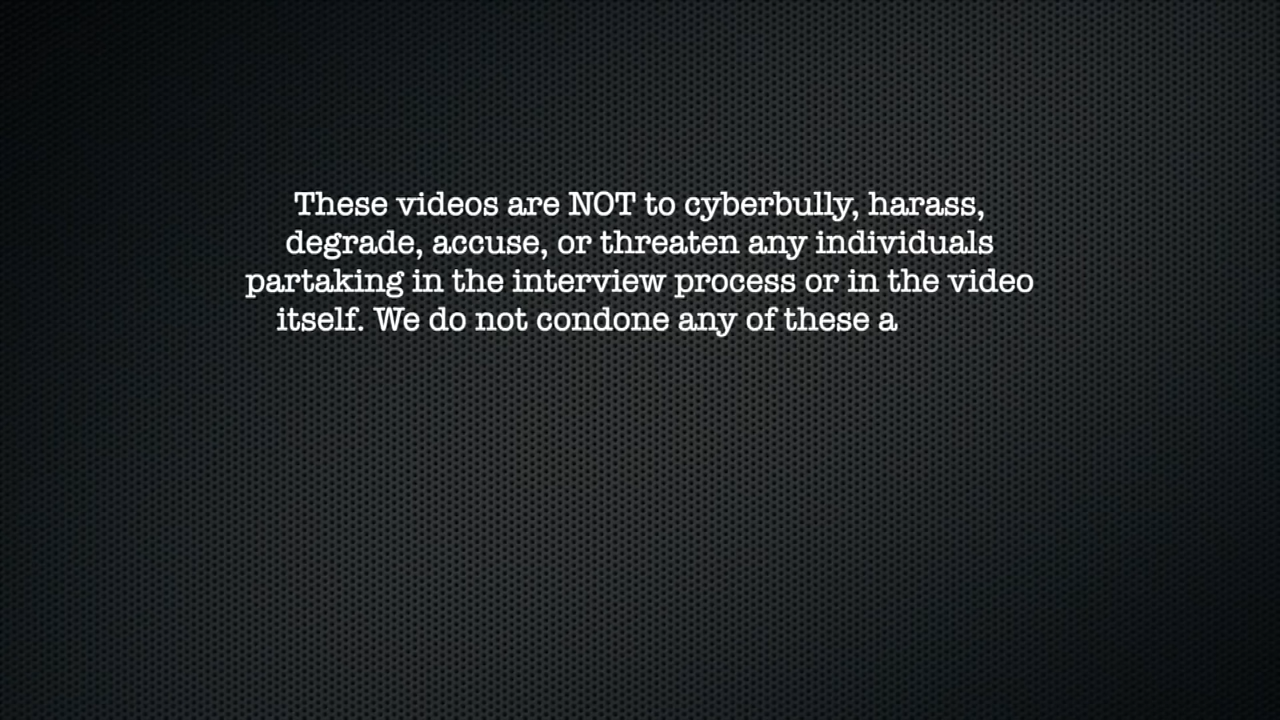 These videos are NOT to cyberbully, harass,
degrade, accuse, or threaten any individuals
partaking in the interview process or in the video
itself. We do not condone any of these a